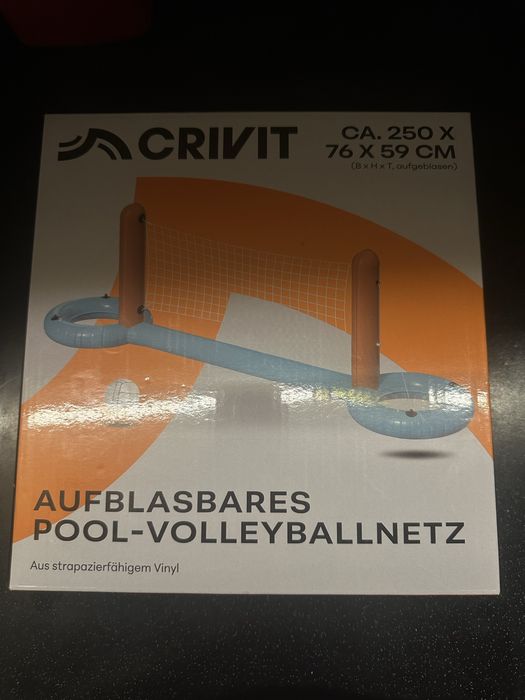 CRIVIT
CA. 250 X
76 X 59 CM
(B x H x T, aufgeblasen)
AUFBLASBARES
POOL-VOLLEYBALLNETZ
Aus strapazierfähigem Vinyl